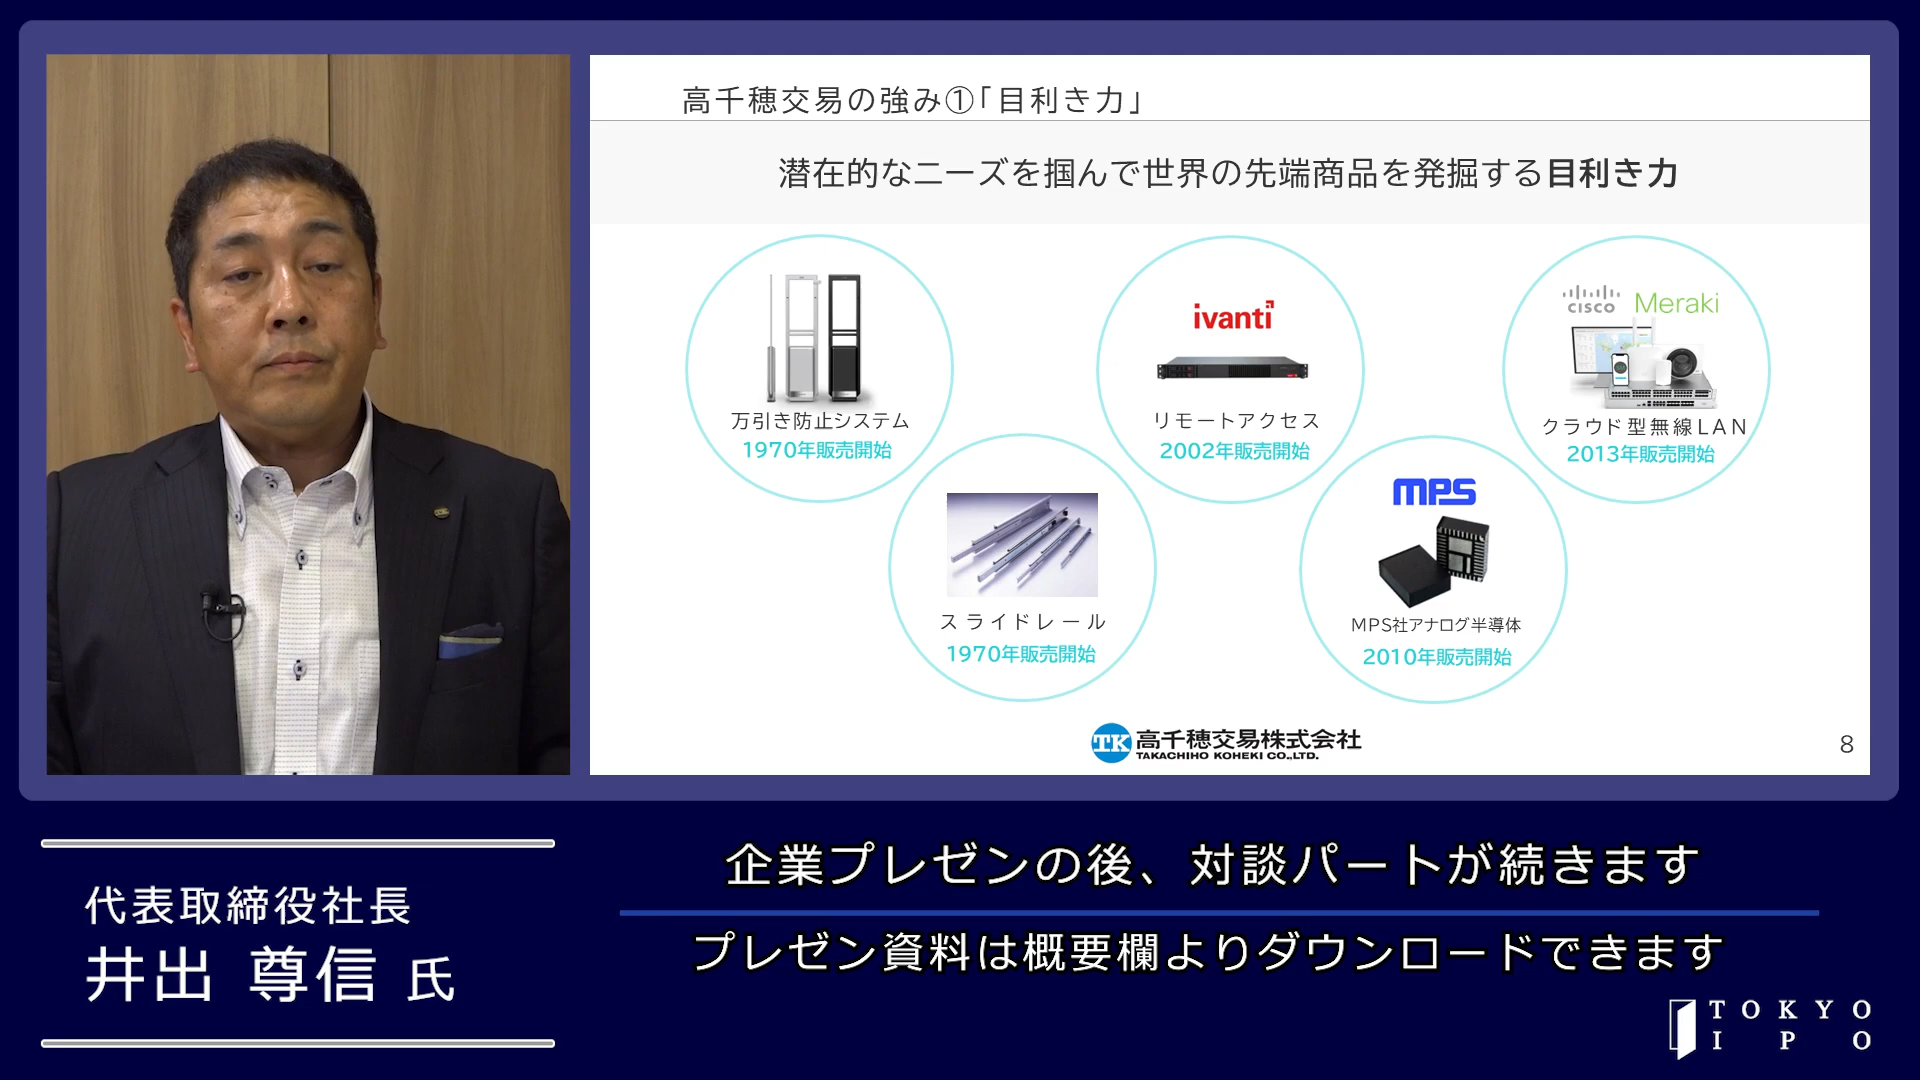 高千穂交易の強み①「目利き力」
潜在的なニーズを掴んで世界の先端商品を発掘する目利き力
万引き防止システム
1970年販売開始
ivanti
リモートアクセス
2002年販売開始
CISCO Meraki
クラウド型無線LAN
2013年販売開始
スライドレール
1970年販売開始
MPS
MPS社アナログ半導体
2010年販売開始
TK 高千穂交易株式会社
TAKACHIHO KOHEKI CO.,LTD.
8
代表取締役社長
井出 尊信 氏
企業プレゼンの後、対談パートが続きます
プレゼン資料は概要欄よりダウンロードできます
TOKYO
IPO